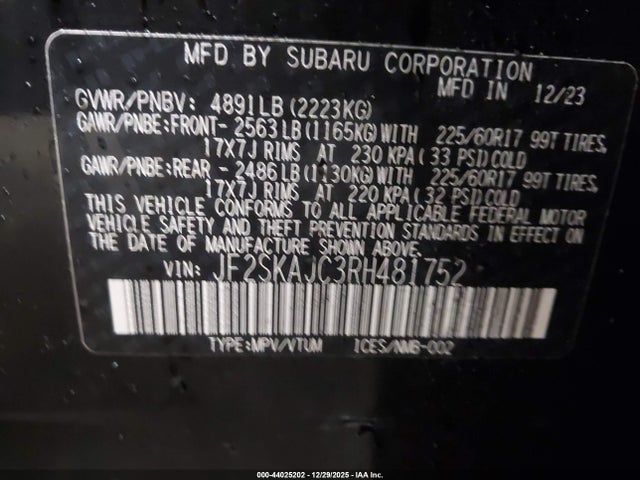 MFD BY SUBARU CORPORATION
MFD IN 12/23
GVWR/PNBV: 4891LB (2223KG)
GAWR/PNBE:FRONT- 2563LB (1165KG) WITH 225/60R17 99T TIRES,
17X7J RIMS AT 230 KPA (33 PSI) COLD
GAWR/PNBE:REAR - 2486LB (1130KG) WITH 225/60R17 99T TIRES,
17X7J RIMS AT 220 KPA (32 PSI) COLD
THIS VEHICLE CONFORMS TO ALL APPLICABLE FEDERAL MOTOR
VEHICLE SAFETY AND THEFT PREVENTION STANDARDS IN EFFECT ON
THE DATE OF MANUFACTURE SHOWN ABOVE.
VIN: JF2SKAJC3RH481752
TYPE:MPV/VTUM ICES/NMB-002
000-44025202 - 12/29/2025 - IAA Inc.